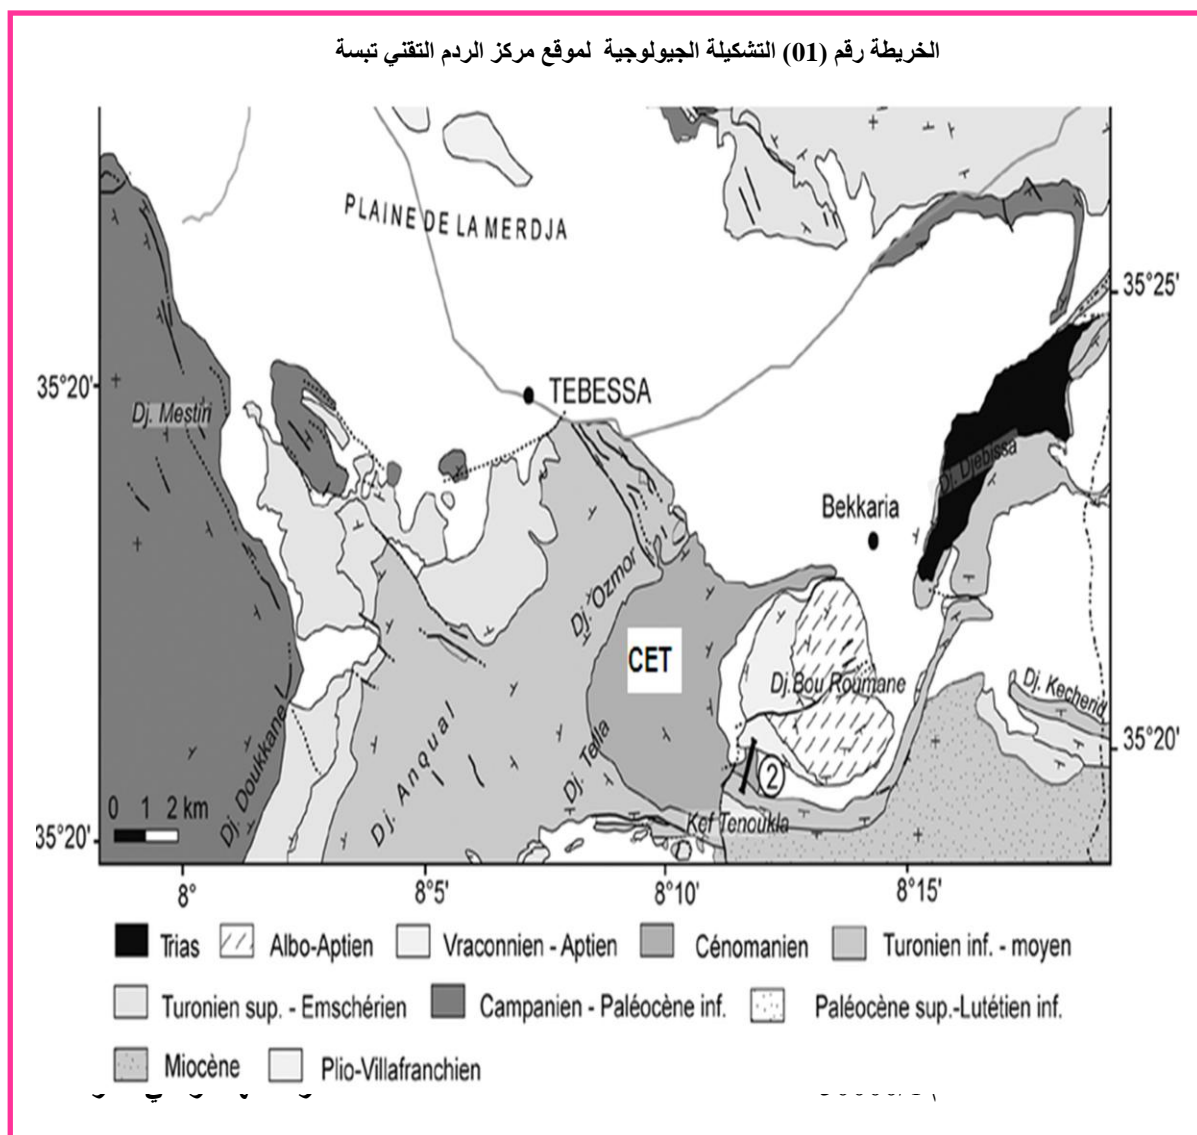 الخريطة رقم (01) التشكيلة الجيولوجية لموقع مركز الردم التقني تبسة
PLAINE DE LA MERDJA
35°25'
35°20'
TEBESSA
Dj. Mestiri
Dj. Djebissa
Bekkaria
Dj. Ozmor
CET
Dj. Bou Roumane
Dj. Kecherid
35°20'
Dj. Doukkane
Dj. Anqual
Dj. Tella
2
Kef Tenoukla
0 1 2 km
35°20'
8° 8°5' 8°10' 8°15'
Trias Albo-Aptien Vraconnien - Aptien Cénomanien Turonien inf. - moyen
Turonien sup. - Emschérien Campanien - Paléocène inf. Paléocène sup.-Lutétien inf.
Miocène Plio-Villafranchien